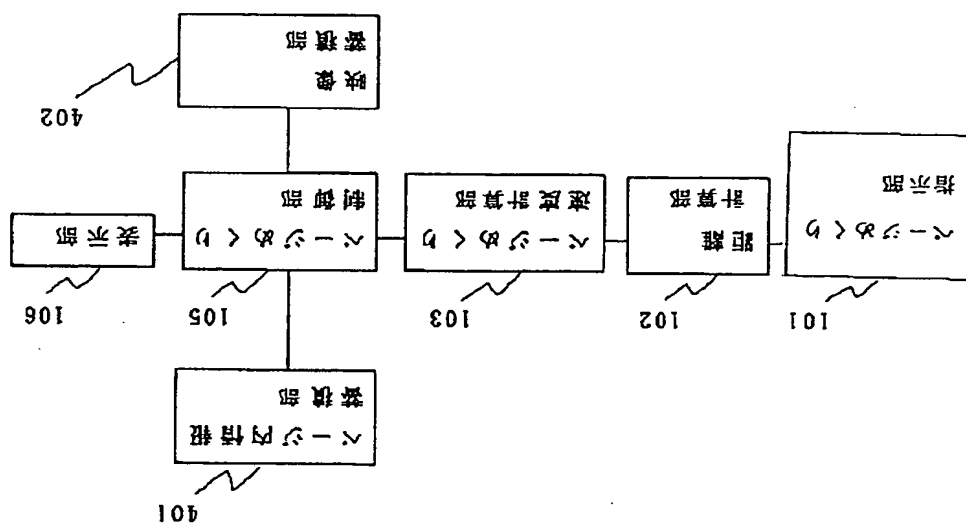 401
ページ内情報
蓄積部
101
102
103
105
106
ページめくり
指示部
距離
計算部
ページめくり
速度計算部
ページめくり
制御部
表示部
402
映像
蓄積部